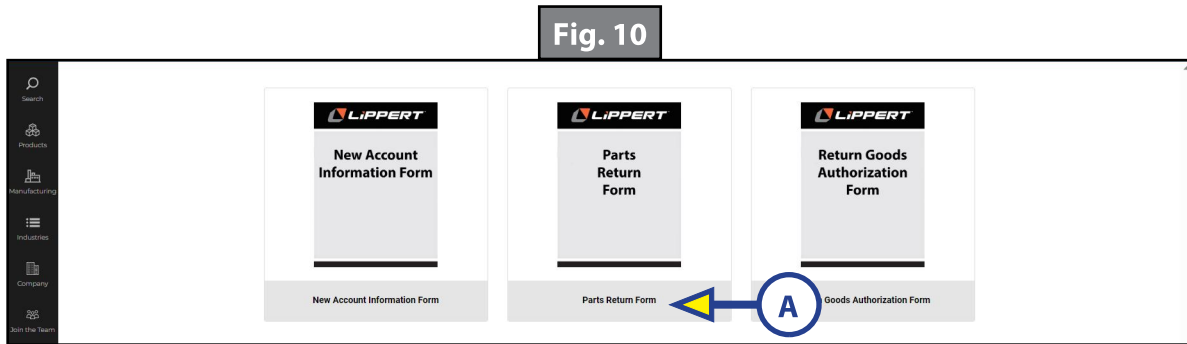 Fig. 10
Search
Products
Manufacturing
Industries
Company
Join the Team
LIPPERT
New Account
Information Form
New Account Information Form
LIPPERT
Parts
Return
Form
Parts Return Form
A
LIPPERT
Return Goods
Authorization
Form
Goods Authorization Form